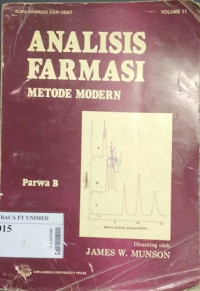 ILMU FARMASI DAN OBAT
VOLUME 11
ANALISIS
FARMASI
METODE MODERN
Parwa B
BACA FT UNIMED
015
Disunting oleh
JAMES W. MUNSON
AIRLANGGA UNIVERSITY PRESS